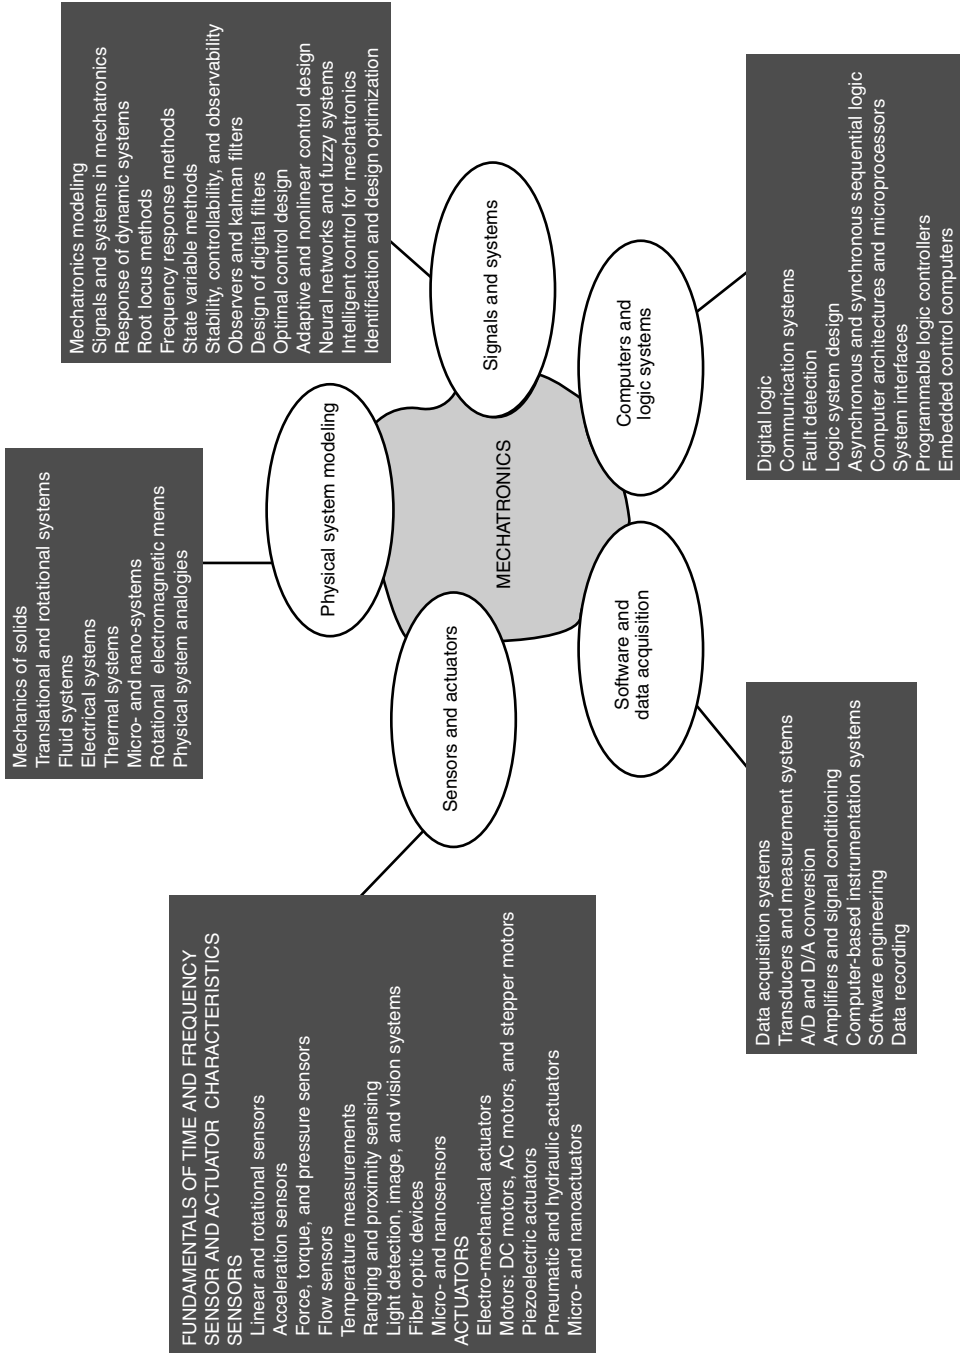 FUNDAMENTALS OF TIME AND FREQUENCY
SENSOR AND ACTUATOR CHARACTERISTICS
SENSORS
Linear and rotational sensors
Acceleration sensors
Force, torque, and pressure sensors
Flow sensors
Temperature measurements
Ranging and proximity sensing
Light detection, image, and vision systems
Fiber optic devices
Micro- and nanosensors
ACTUATORS
Electro-mechanical actuators
Motors: DC motors, AC motors, and stepper motors
Piezoelectric actuators
Pneumatic and hydraulic actuators
Micro- and nanoactuators
Mechanics of solids
Translational and rotational systems
Fluid systems
Electrical systems
Thermal systems
Micro- and nano-systems
Rotational electromagnetic mems
Physical system analogies
Mechatronics modeling
Signals and systems in mechatronics
Response of dynamic systems
Root locus methods
Frequency response methods
State variable methods
Stability, controllability, and observability
Observers and kalman filters
Design of digital filters
Optimal control design
Adaptive and nonlinear control design
Neural networks and fuzzy systems
Intelligent control for mechatronics
Identification and design optimization
Sensors and actuators
Physical system modeling
Signals and systems
MECHATRONICS
Software and
data acquisition
Computers and
logic systems
Data acquisition systems
Transducers and measurement systems
A/D and D/A conversion
Amplifiers and signal conditioning
Computer-based instrumentation systems
Software engineering
Data recording
Digital logic
Communication systems
Fault detection
Logic system design
Asynchronous and synchronous sequential logic
Computer architectures and microprocessors
System interfaces
Programmable logic controllers
Embedded control computers